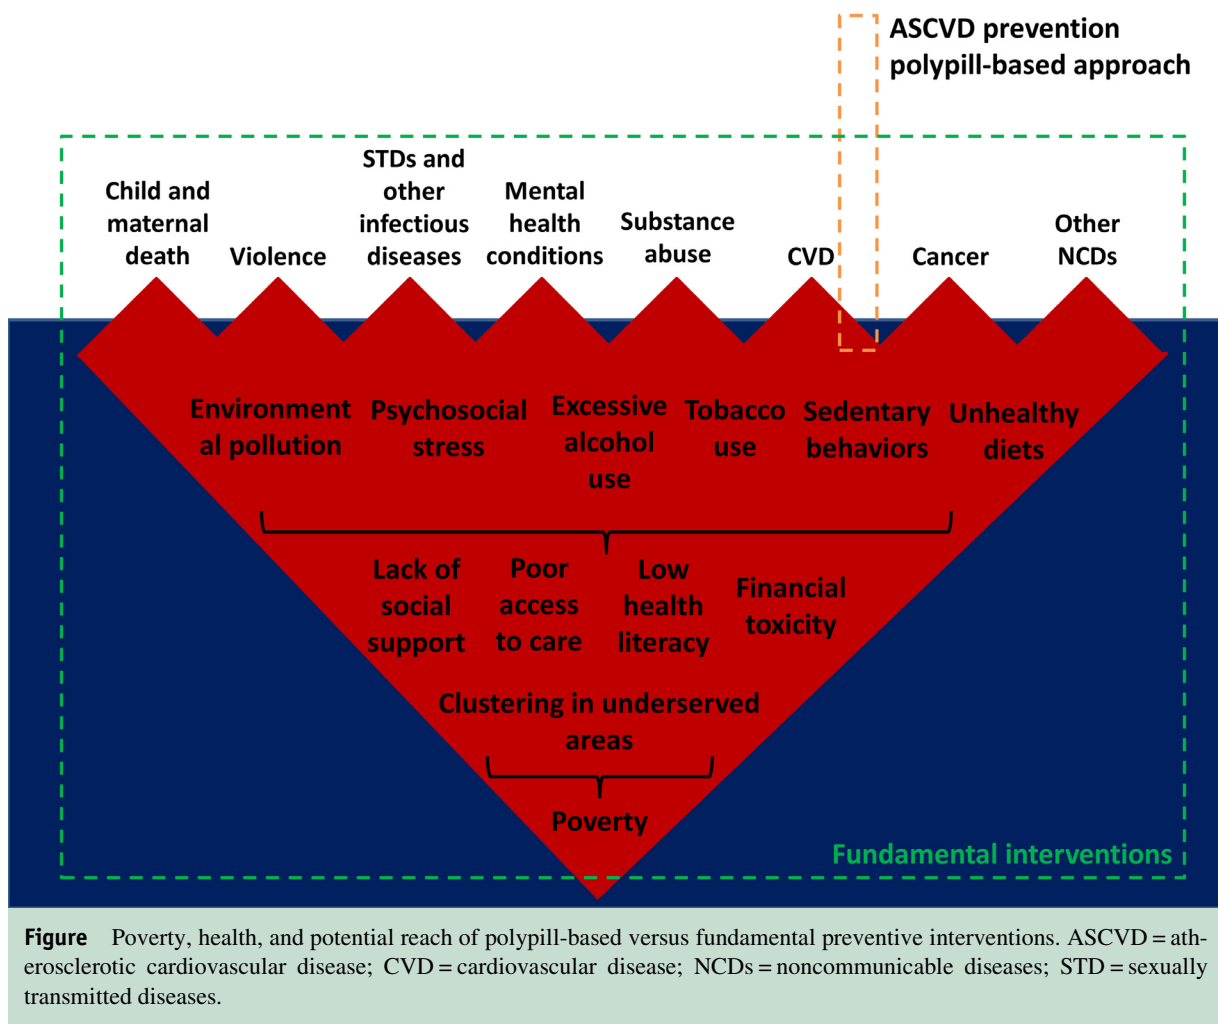 ASCVD prevention
polypill-based approach
Child and
maternal
death
Violence
STDs and
other
infectious
diseases
Mental
health
conditions
Substance
abuse
CVD
Cancer
Other
NCDs
Environment
al pollution
Psychosocial
stress
Excessive
alcohol
use
Tobacco
use
Sedentary
behaviors
Unhealthy
diets
Lack of
social
support
Poor
access
to care
Low
health
literacy
Financial
toxicity
Clustering in underserved
areas
Poverty
Fundamental interventions
Figure Poverty, health, and potential reach of polypill-based versus fundamental preventive interventions. ASCVD = ath-
erosclerotic cardiovascular disease; CVD = cardiovascular disease; NCDs = noncommunicable diseases; STD = sexually
transmitted diseases.